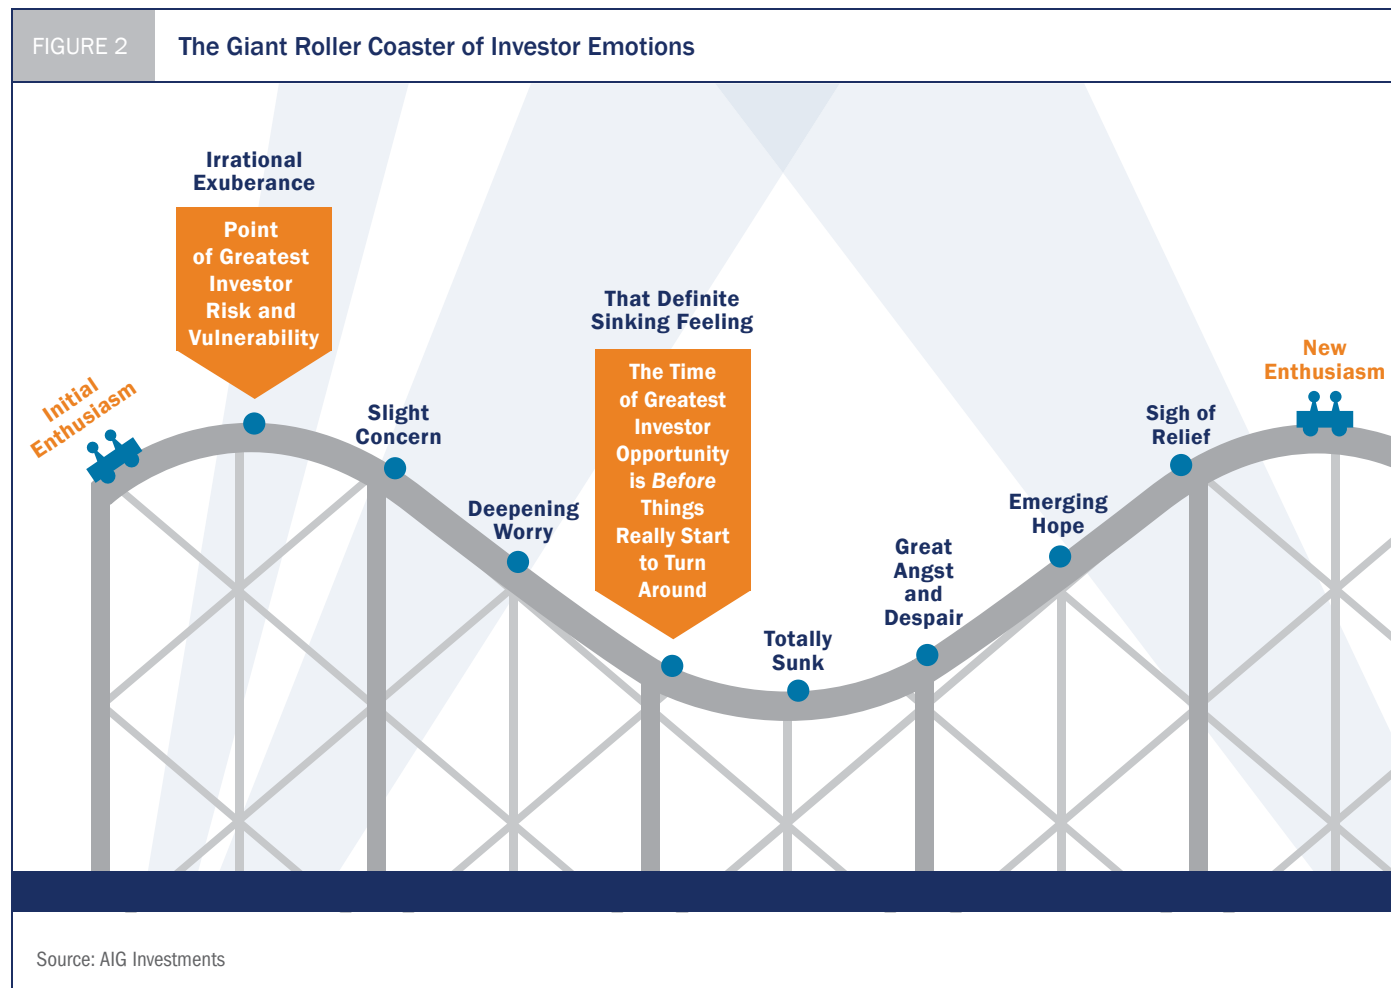 FIGURE 2
The Giant Roller Coaster of Investor Emotions
Irrational
Exuberance
Point
of Greatest
Investor
Risk and
Vulnerability
Initial
Enthusiasm
Slight
Concern
Deepening
Worry
That Definite
Sinking Feeling
The Time
of Greatest
Investor
Opportunity
is Before
Things
Really Start
to Turn
Around
Totally
Sunk
Great
Angst
and
Despair
Emerging
Hope
Sigh of
Relief
New
Enthusiasm
Source: AIG Investments